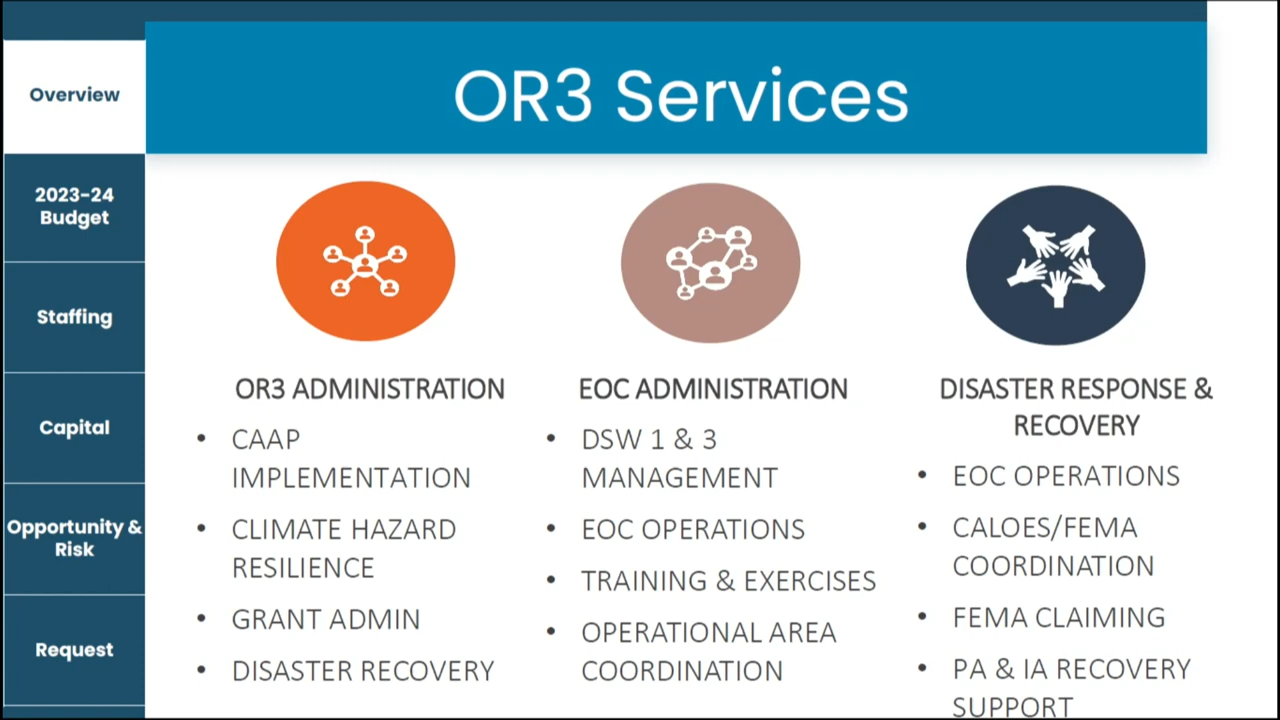 OR3 Services
Overview
2023-24
Budget
Staffing
Capital
Opportunity &
Risk
Request
OR3 ADMINISTRATION
• CAAP
IMPLEMENTATION
• CLIMATE HAZARD
RESILIENCE
• GRANT ADMIN
• DISASTER RECOVERY
EOC ADMINISTRATION
• DSW 1 & 3
MANAGEMENT
• EOC OPERATIONS
• TRAINING & EXERCISES
• OPERATIONAL AREA
COORDINATION
DISASTER RESPONSE &
RECOVERY
• EOC OPERATIONS
• CALOES/FEMA
COORDINATION
• FEMA CLAIMING
• PA & IA RECOVERY
SUPPORT